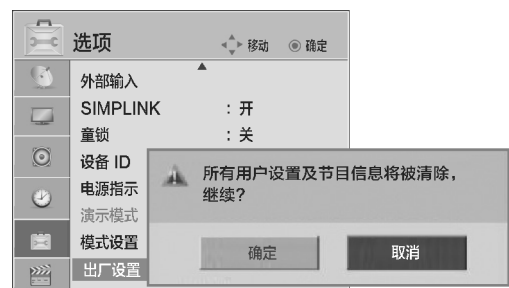 选项 移动 确定
外部输入
SIMPLINK : 开
童锁 : 关
设备 ID
电源指示
演示模式
模式设置
出厂设置
所有用户设置及节目信息将被清除，
继续?
确定 取消